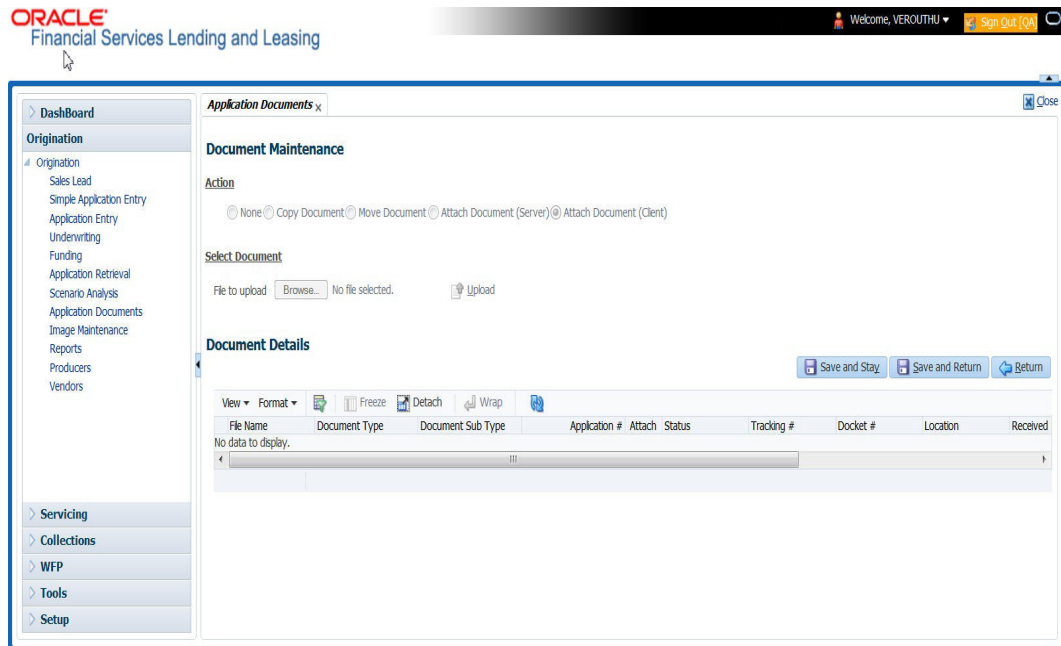 ORACLE
Financial Services Lending and Leasing
Welcome, VEROUTHU
Sign Out [QA]
DashBoard
Origination
Origination
Sales Lead
Simple Application Entry
Application Entry
Underwriting
Funding
Application Retrieval
Scenario Analysis
Application Documents
Image Maintenance
Reports
Producers
Vendors
Servicing
Collections
WFP
Tools
Setup
Application Documents x
Close
Document Maintenance
Action
None Copy Document Move Document Attach Document (Server) Attach Document (Client)
Select Document
File to upload Browse... No file selected. Upload
Document Details
Save and Stay Save and Return Return
View Format Freeze Detach Wrap
File Name Document Type Document Sub Type Application # Attach Status Tracking # Docket # Location Received
No data to display.